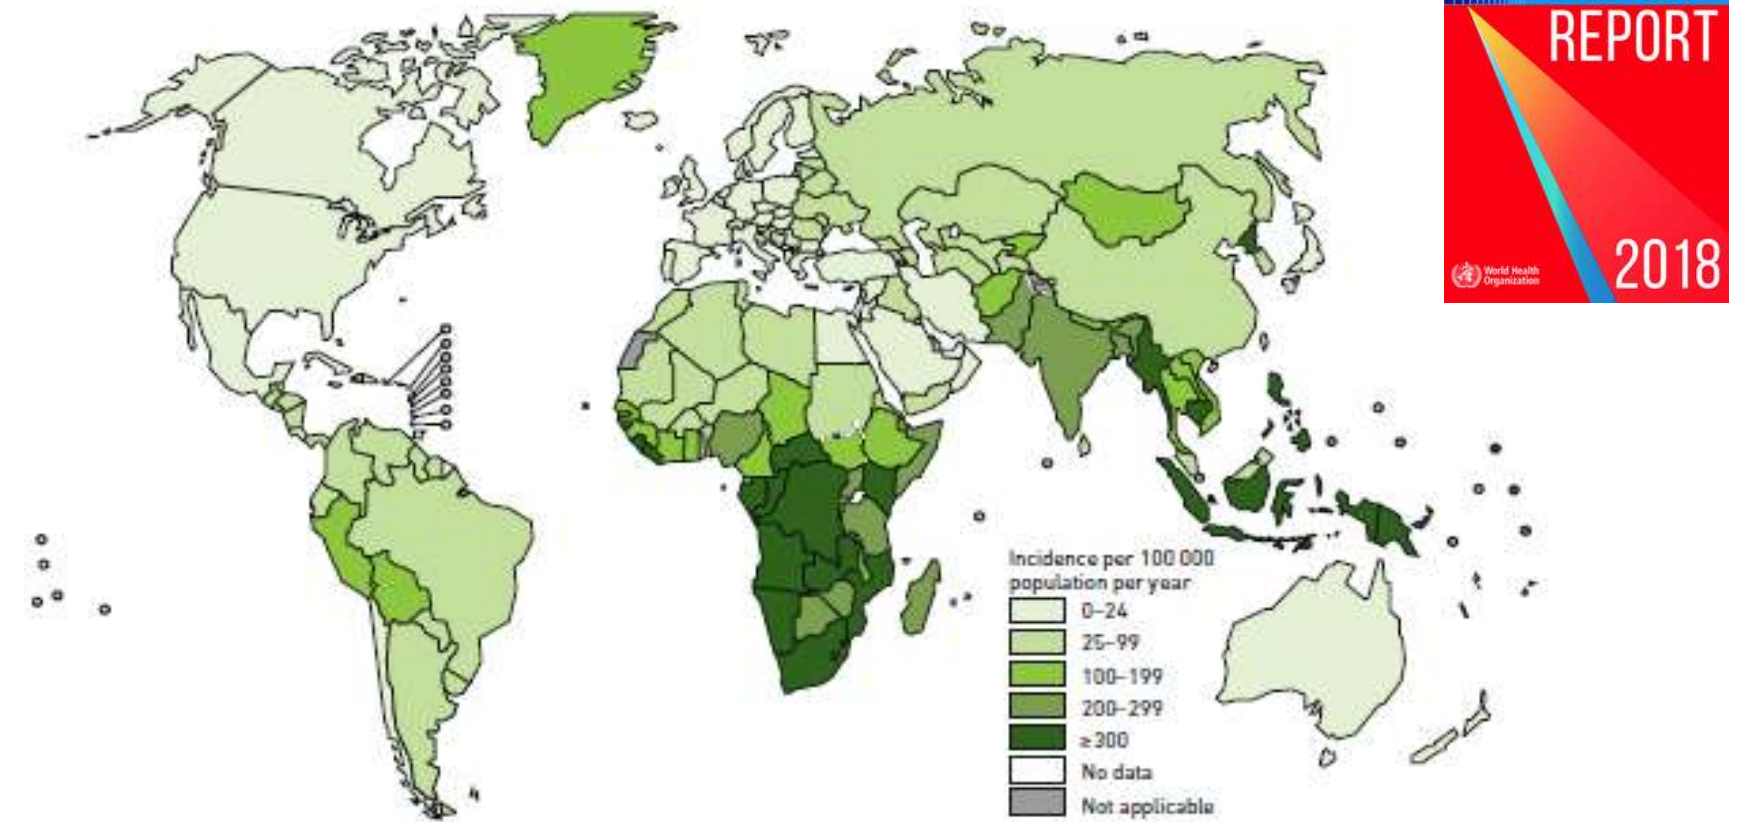 REPORT
2018
World Health
Organization
Incidence per 100 000
population per year
0–24
25–99
100–199
200–299
≥300
No data
Not applicable